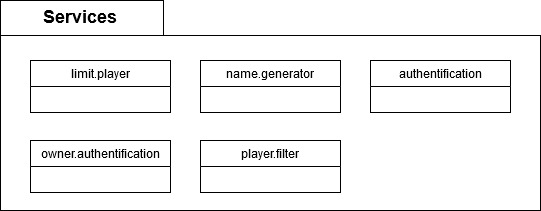 Services
limit.player
name.generator
authentification
owner.authentification
player.filter